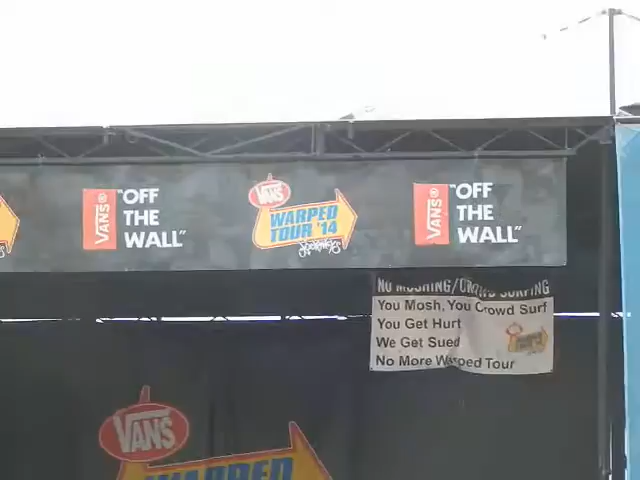 VANS
"OFF
THE
WALL"
VANS
WARPED
TOUR '14
VANS
"OFF
THE
WALL"
NO MOSHING/CROWD SURFING
You Mosh, You Crowd Surf
You Get Hurt
We Get Sued
No More Warped Tour
VANS
WARPED